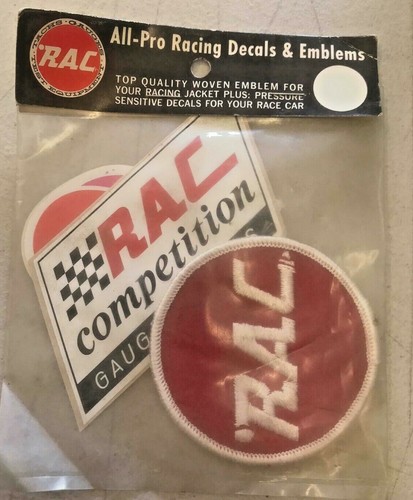 RAC
All-Pro Racing Decals & Emblems
TOP QUALITY WOVEN EMBLEM FOR
YOUR RACING JACKET PLUS: PRESSURE
SENSITIVE DECALS FOR YOUR RACE CAR
RAC
competition
GAUG
RAC